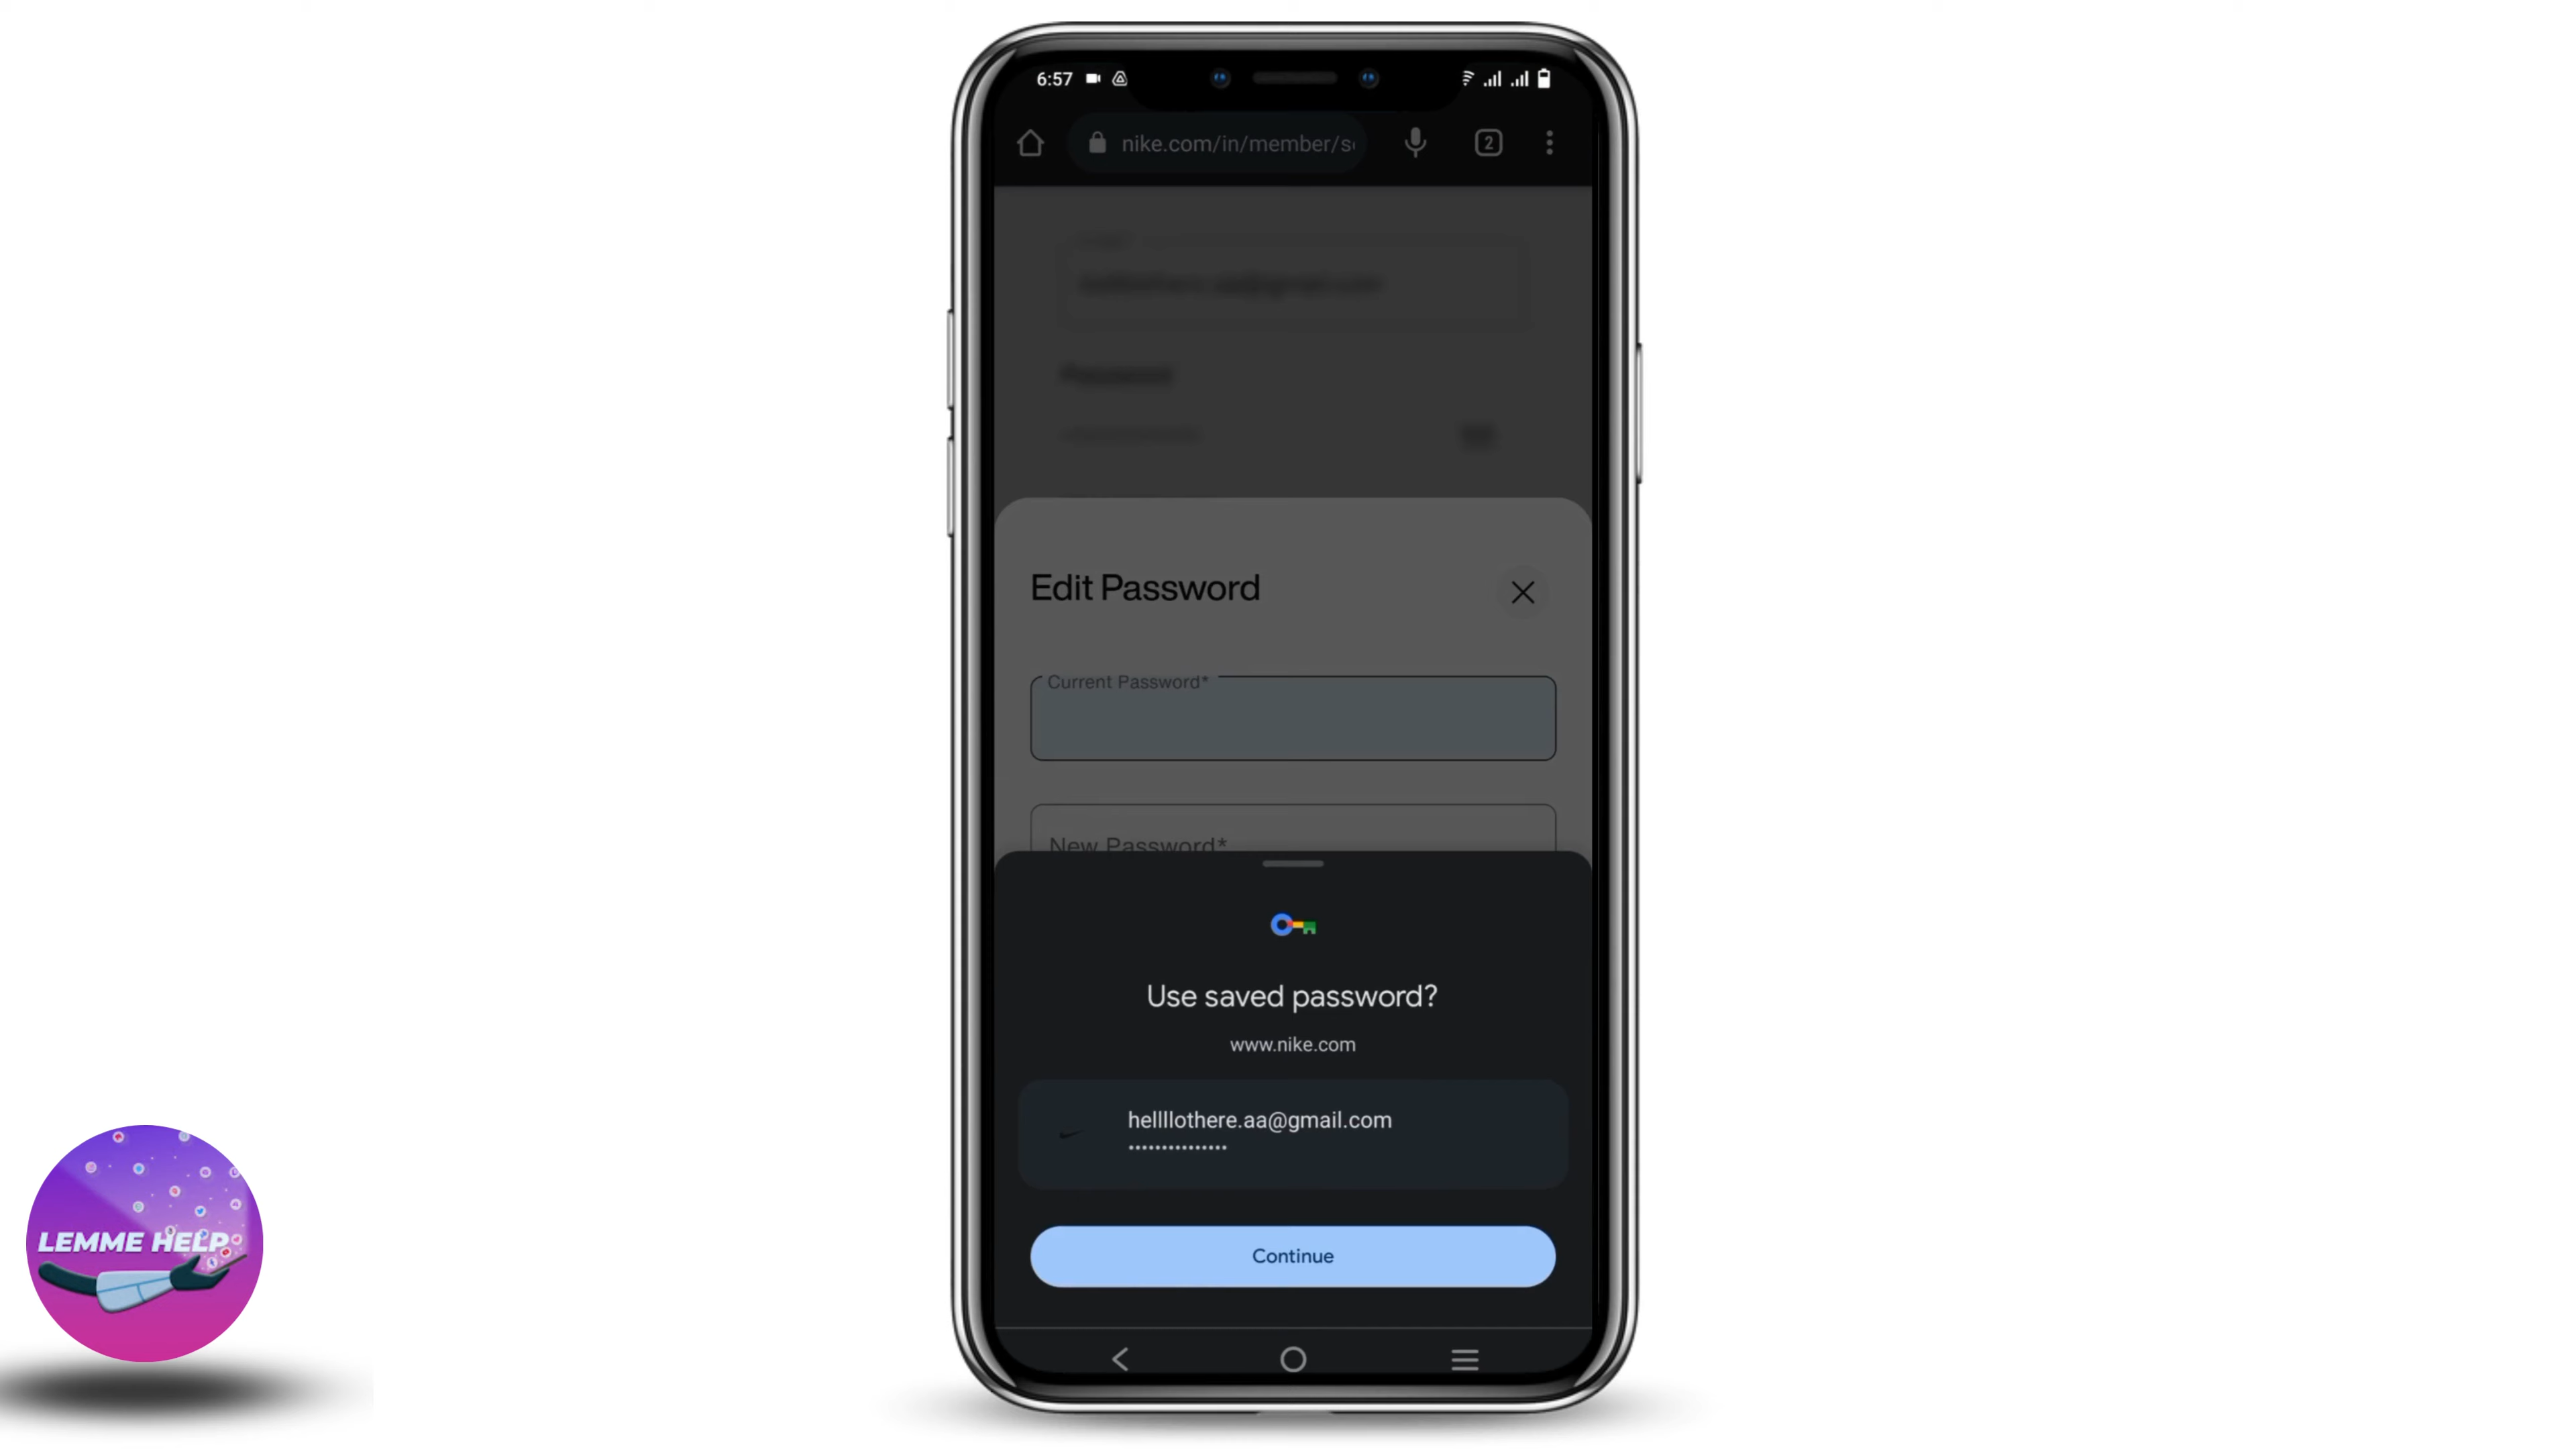 6:57
nike.com/in/member/s
2
Password
Edit Password
Current Password*
New Password*
Use saved password?
www.nike.com
hellllothere.aa@gmail.com
•••••••••••••••
Continue
LEMME HELP